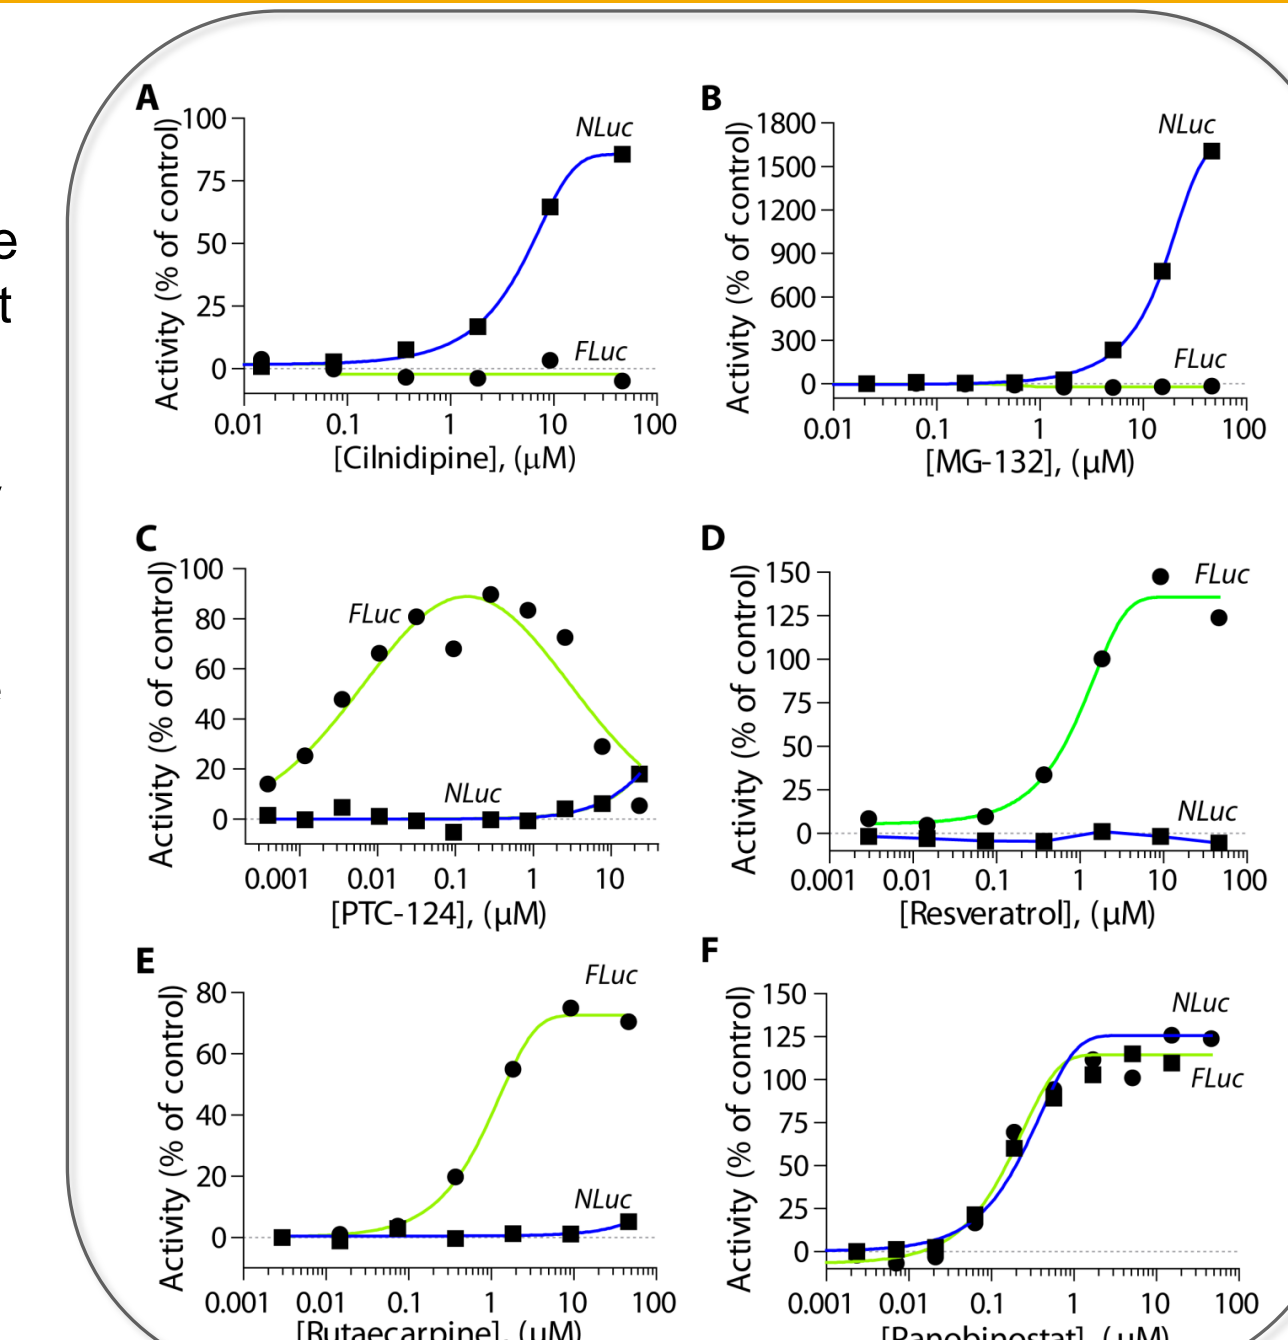 A
Activity (% of control)
100
75
50
25
0
NLuc
FLuc
0.01 0.1 1 10 100
[Cilnidipine], (μM)
B
Activity (% of control)
1800
1500
1200
900
600
300
0
NLuc
FLuc
0.01 0.1 1 10 100
[MG-132], (μM)
C
Activity (% of control)
100
80
60
40
20
0
FLuc
NLuc
0.001 0.01 0.1 1 10
[PTC-124], (μM)
D
Activity (% of control)
150
125
100
75
50
25
0
FLuc
NLuc
0.001 0.01 0.1 1 10 100
[Resveratrol], (μM)
E
Activity (% of control)
80
60
40
20
0
FLuc
NLuc
0.001 0.01 0.1 1 10 100
[Rutaecarpine], (μM)
F
Activity (% of control)
150
125
100
75
50
25
0
NLuc
FLuc
0.001 0.01 0.1 1 10 100
[Panobinostat], (μM)